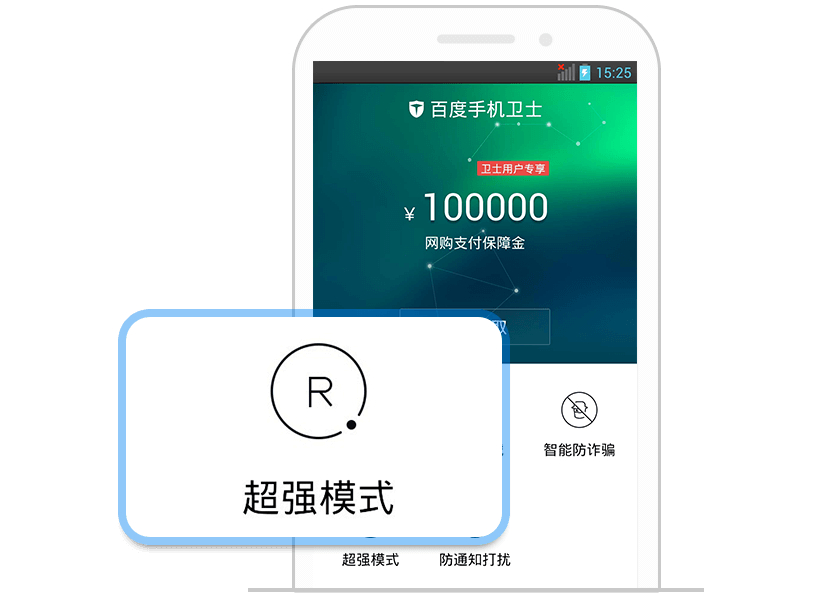 15:25
百度手机卫士
卫士用户专享
¥ 100000
网购支付保障金
取
R
超强模式
智能防诈骗
超强模式
防通知打扰